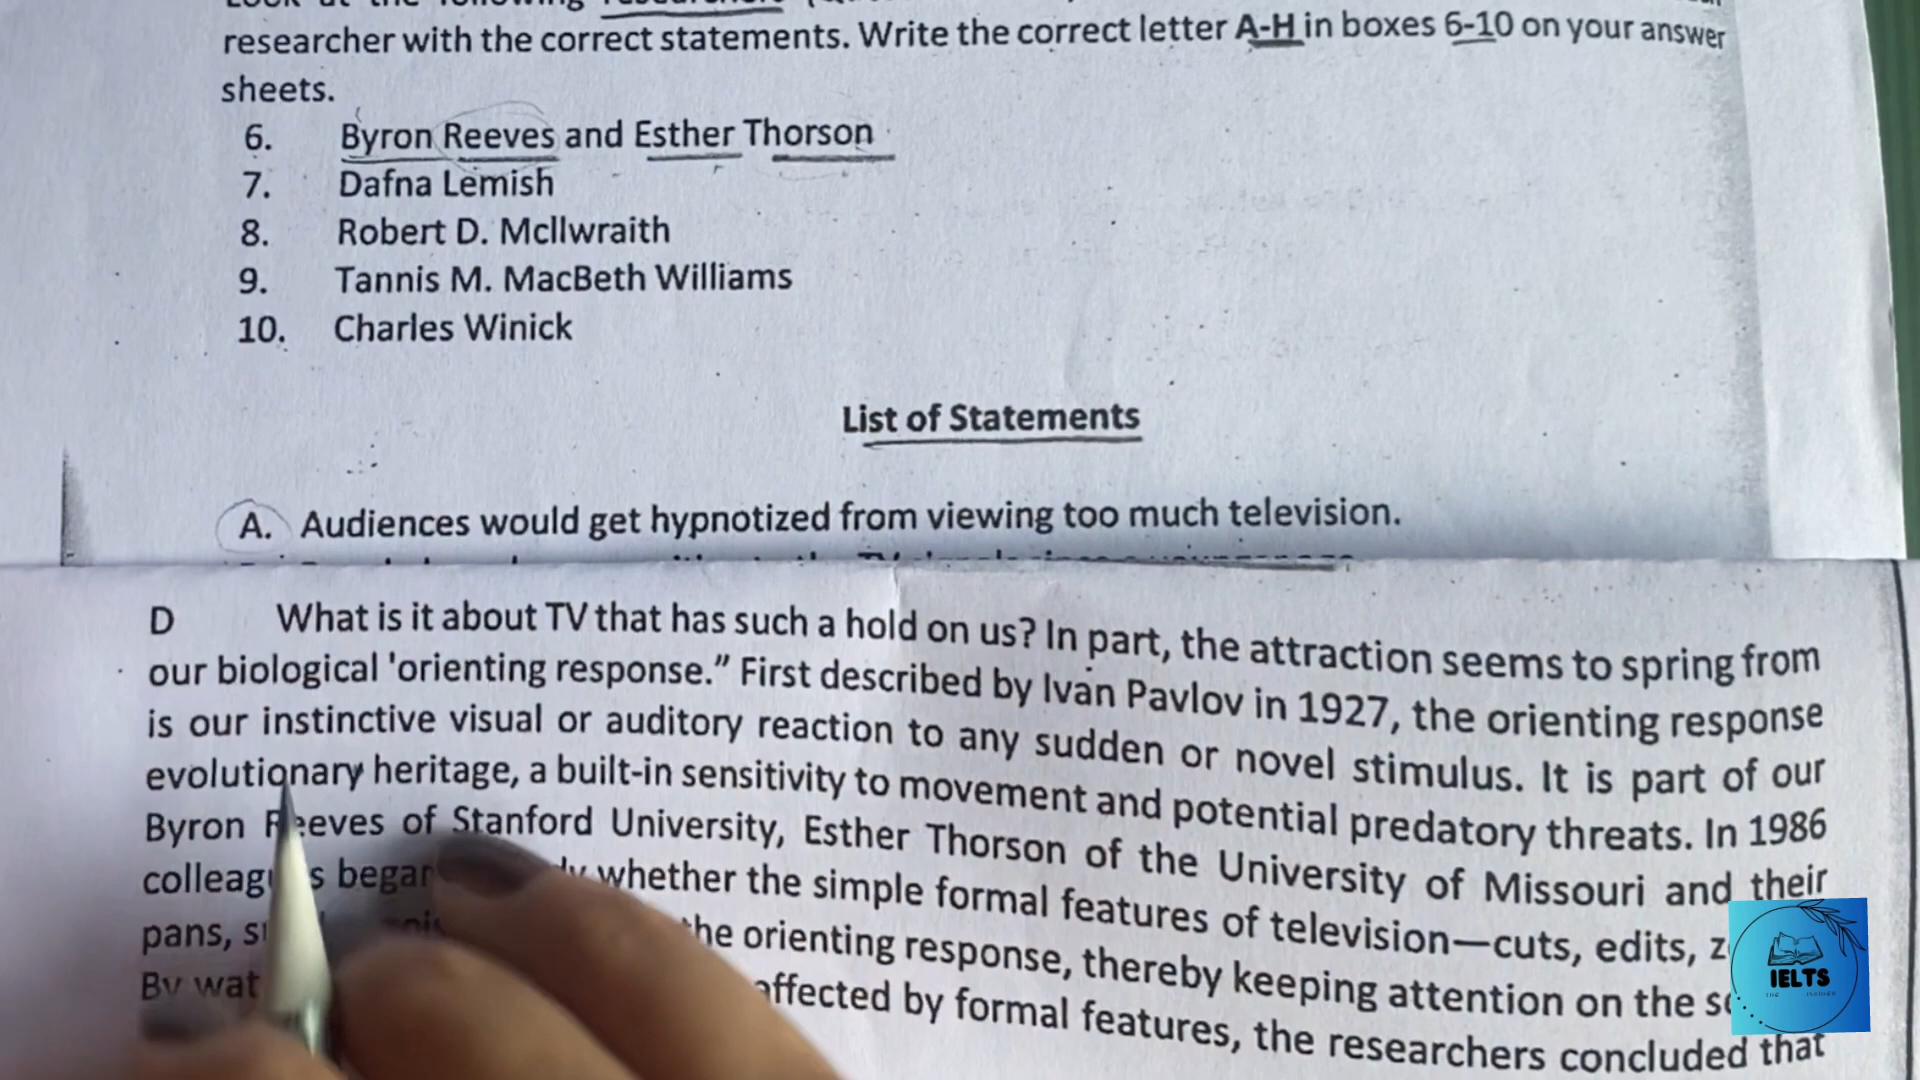 researcher with the correct statements. Write the correct letter A-H in boxes 6-10 on your answer
sheets.
6. Byron Reeves and Esther Thorson
7. Dafna Lemish
8. Robert D. McIlwraith
9. Tannis M. MacBeth Williams
10. Charles Winick
List of Statements
A. Audiences would get hypnotized from viewing too much television.
D What is it about TV that has such a hold on us? In part, the attraction seems to spring from
our biological 'orienting response." First described by Ivan Pavlov in 1927, the orienting response
is our instinctive visual or auditory reaction to any sudden or novel stimulus. It is part of our
evolutionary heritage, a built-in sensitivity to movement and potential predatory threats. In 1986
Byron Reeves of Stanford University, Esther Thorson of the University of Missouri and their
colleagues began whether the simple formal features of television—cuts, edits,
pans, the orienting response, thereby keeping attention on the
By affected by formal features, the researchers concluded that
IELTS